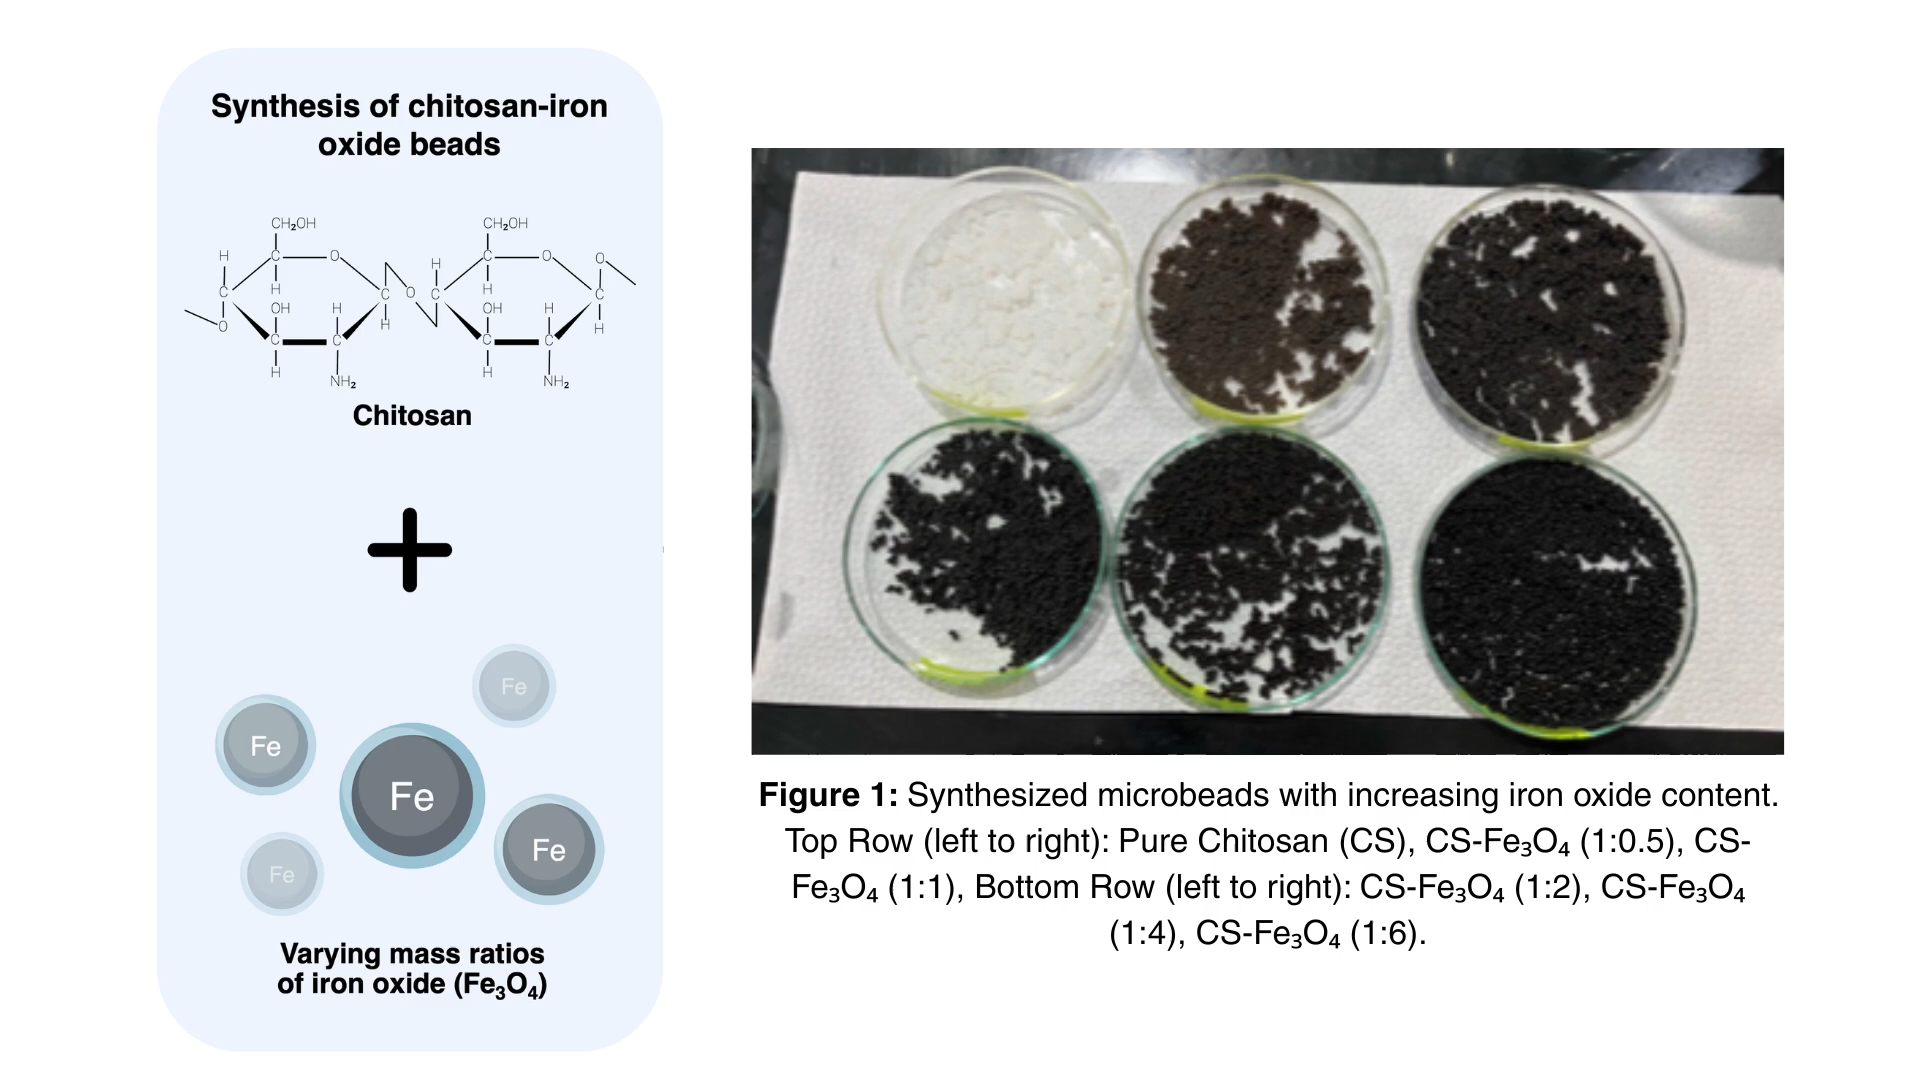 Synthesis of chitosan-iron
oxide beads
CH₂OH CH₂OH
H C O C O O
H H
C H C O C H C
OH H OH H
O H H
C C C C
H NH₂ H NH₂
Chitosan
+
Fe
Fe
Fe
Fe
Fe
Varying mass ratios
of iron oxide (Fe₃O₄)
Figure 1: Synthesized microbeads with increasing iron oxide content.
Top Row (left to right): Pure Chitosan (CS), CS-Fe₃O₄ (1:0.5), CS-
Fe₃O₄ (1:1), Bottom Row (left to right): CS-Fe₃O₄ (1:2), CS-Fe₃O₄
(1:4), CS-Fe₃O₄ (1:6).